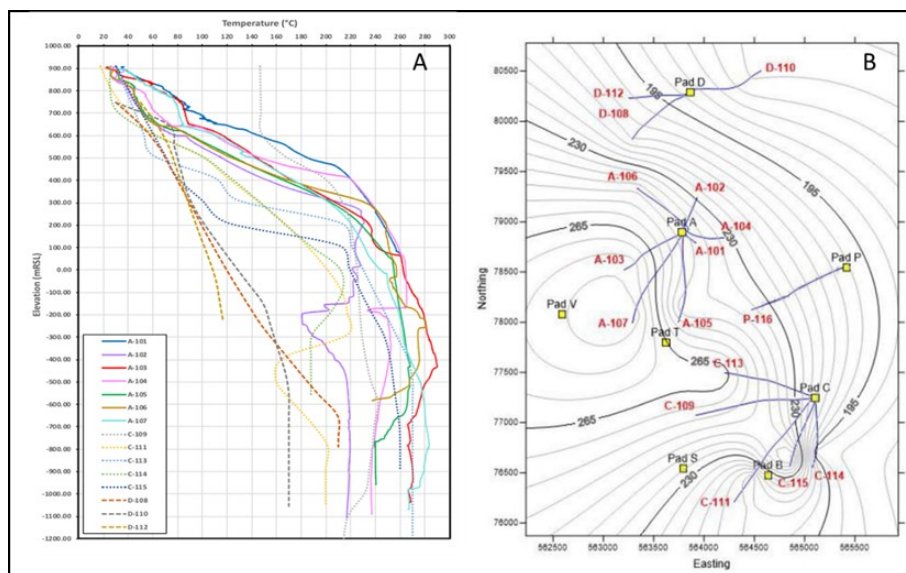 Temperature (°C)
0 20 40 60 80 100 120 140 160 180 200 220 240 260 280 300
A
1000.00
900.00
800.00
700.00
600.00
500.00
400.00
300.00
200.00
100.00
0.00
-100.00
-200.00
-300.00
-400.00
-500.00
-600.00
-700.00
-800.00
-900.00
-1000.00
-1100.00
-1200.00
Elevation (mRSL)
A-101
A-102
A-103
A-104
A-105
A-106
A-107
C-109
C-111
C-113
C-114
C-115
D-108
D-110
D-112
B
80500
80000
79500
79000
78500
78000
77500
77000
76500
76000
Northing
D-110
Pad D
D-112
195
D-108
230
195
A-106
A-102
Pad A
A-104
265
230
A-101
A-103
Pad P
Pad V
A-107
A-105
P-116
Pad T
265
C-113
Pad C
265
C-109
230
195
Pad S
Pad B
230
C-115
C-114
C-111
562500 563000 563500 564000 564500 565000 565500
Easting